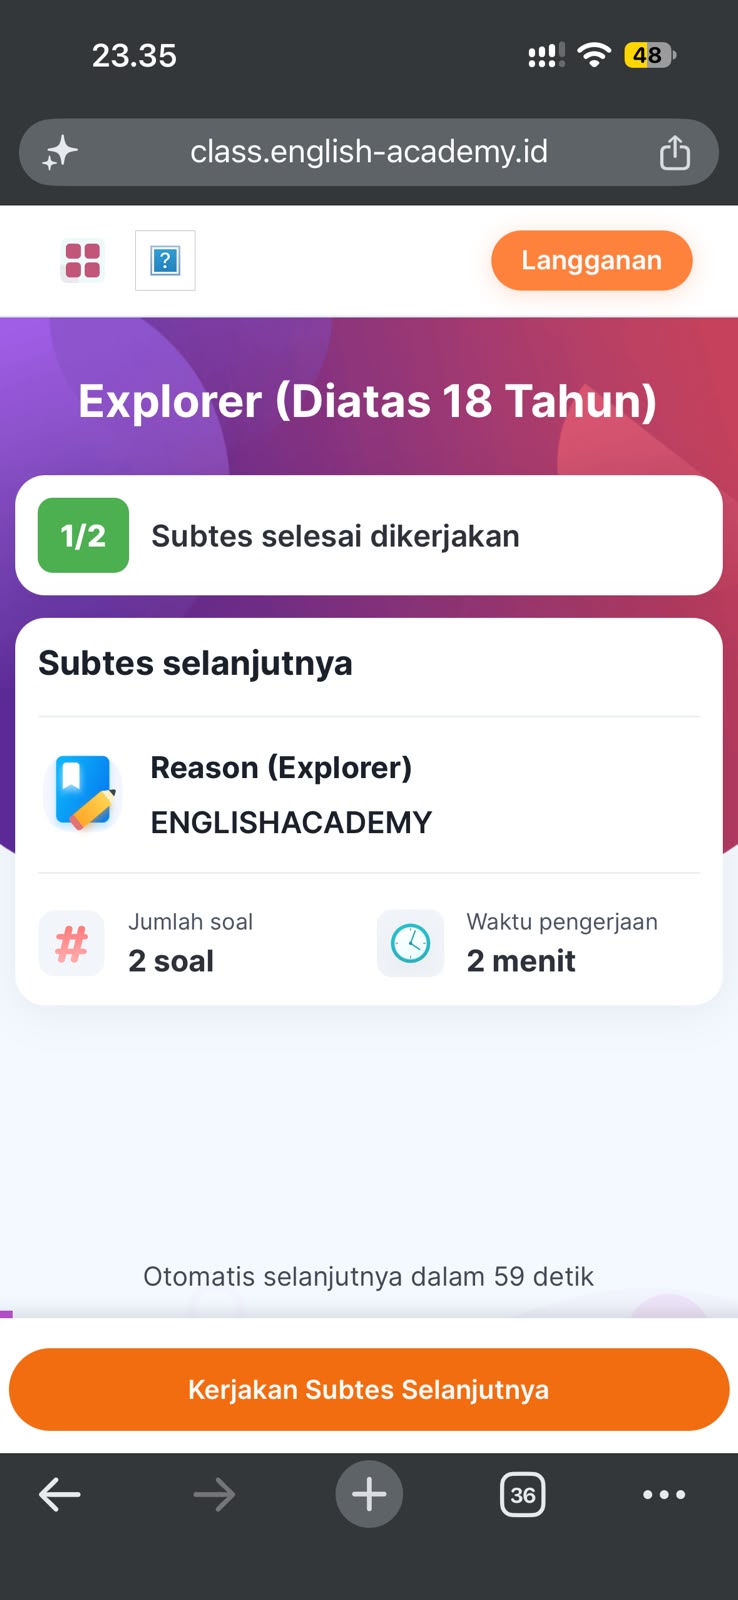 23.35
48
class.english-academy.id
?
Langganan
Explorer (Diatas 18 Tahun)
1/2
Subtes selesai dikerjakan
Subtes selanjutnya
Reason (Explorer)
ENGLISHACADEMY
#
Jumlah soal
2 soal
Waktu pengerjaan
2 menit
Otomatis selanjutnya dalam 59 detik
Kerjakan Subtes Selanjutnya
36